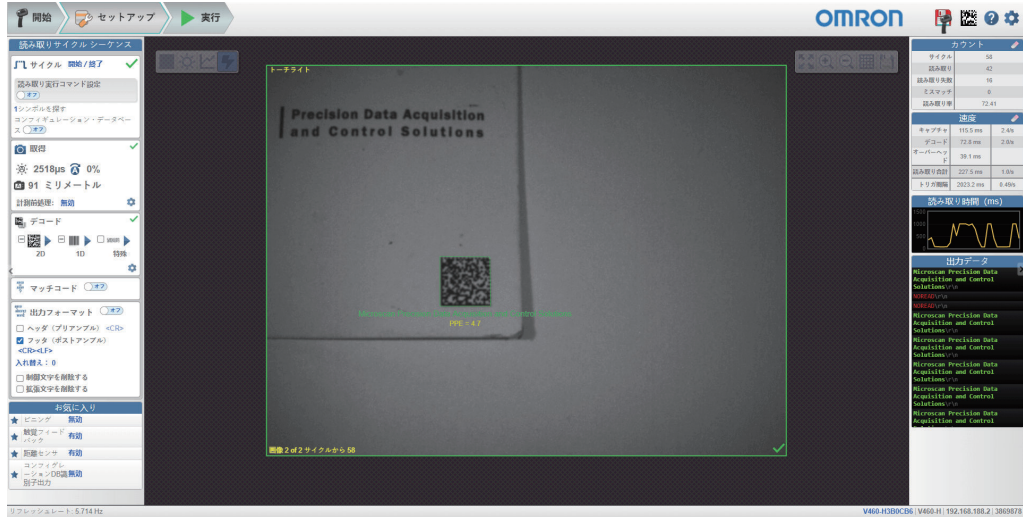 開始
セットアップ
実行
OMRON
読み取りサイクル シーケンス
サイクル 開始/終了
読み取り実行コマンド設定
オフ
1シンボルを探す
コンフィギュレーション・データベース オフ
取得
2518μs 0%
91 ミリメートル
計測前処理: 無効
デコード
2D 1D 特殊
マッチコード オフ
出力フォーマット オフ
ヘッダ (プリアンブル) <CR>
フッタ (ポストアンブル)
<CR><LF>
入れ替え: 0
制御文字を削除する
拡張文字を削除する
お気に入り
ビニング 無効
触覚フィードバック 有効
距離センサ 有効
コンフィグレーションDB識別子出力 無効
リフレッシュレート: 5.714 Hz
トーチライト
Precision Data Acquisition
and Control Solutions
PPE = 4.7
画像 2 of 2 サイクルから 58
カウント
サイクル 58
読み取り 42
読み取り失敗 16
ミスマッチ 0
読み取り率 72.41
速度
キャプチャ 115.5 ms 2.4/s
デコード 72.8 ms 2.0/s
オーバーヘッド 39.1 ms
読み取り合計 227.5 ms 1.0/s
トリガ間隔 2023.2 ms 0.49/s
読み取り時間 (ms)
1500
1000
500
0
出力データ
Microscan Precision Data
Acquisition and Control
Solutions\r\n
NOREAD\r\n
NOREAD\r\n
Microscan Precision Data
Acquisition and Control
Solutions\r\n
Microscan Precision Data
Acquisition and Control
Solutions\r\n
Microscan Precision Data
Acquisition and Control
Solutions\r\n
Microscan Precision Data
Acquisition and Control
V460-H3B0CB6 | V460-H | 192.168.188.2 | 3869878